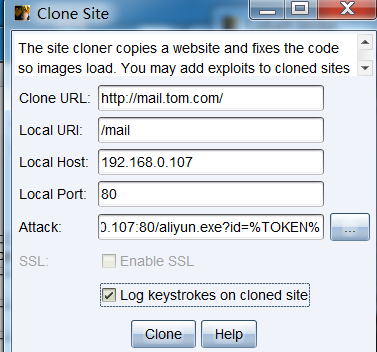 Clone Site
The site cloner copies a website and fixes the code
so images load. You may add exploits to cloned sites
Clone URL: http://mail.tom.com/
Local URI: /mail
Local Host: 192.168.0.107
Local Port: 80
Attack: 0.107:80/aliyun.exe?id=%TOKEN% ...
SSL: Enable SSL
Log keystrokes on cloned site
Clone Help